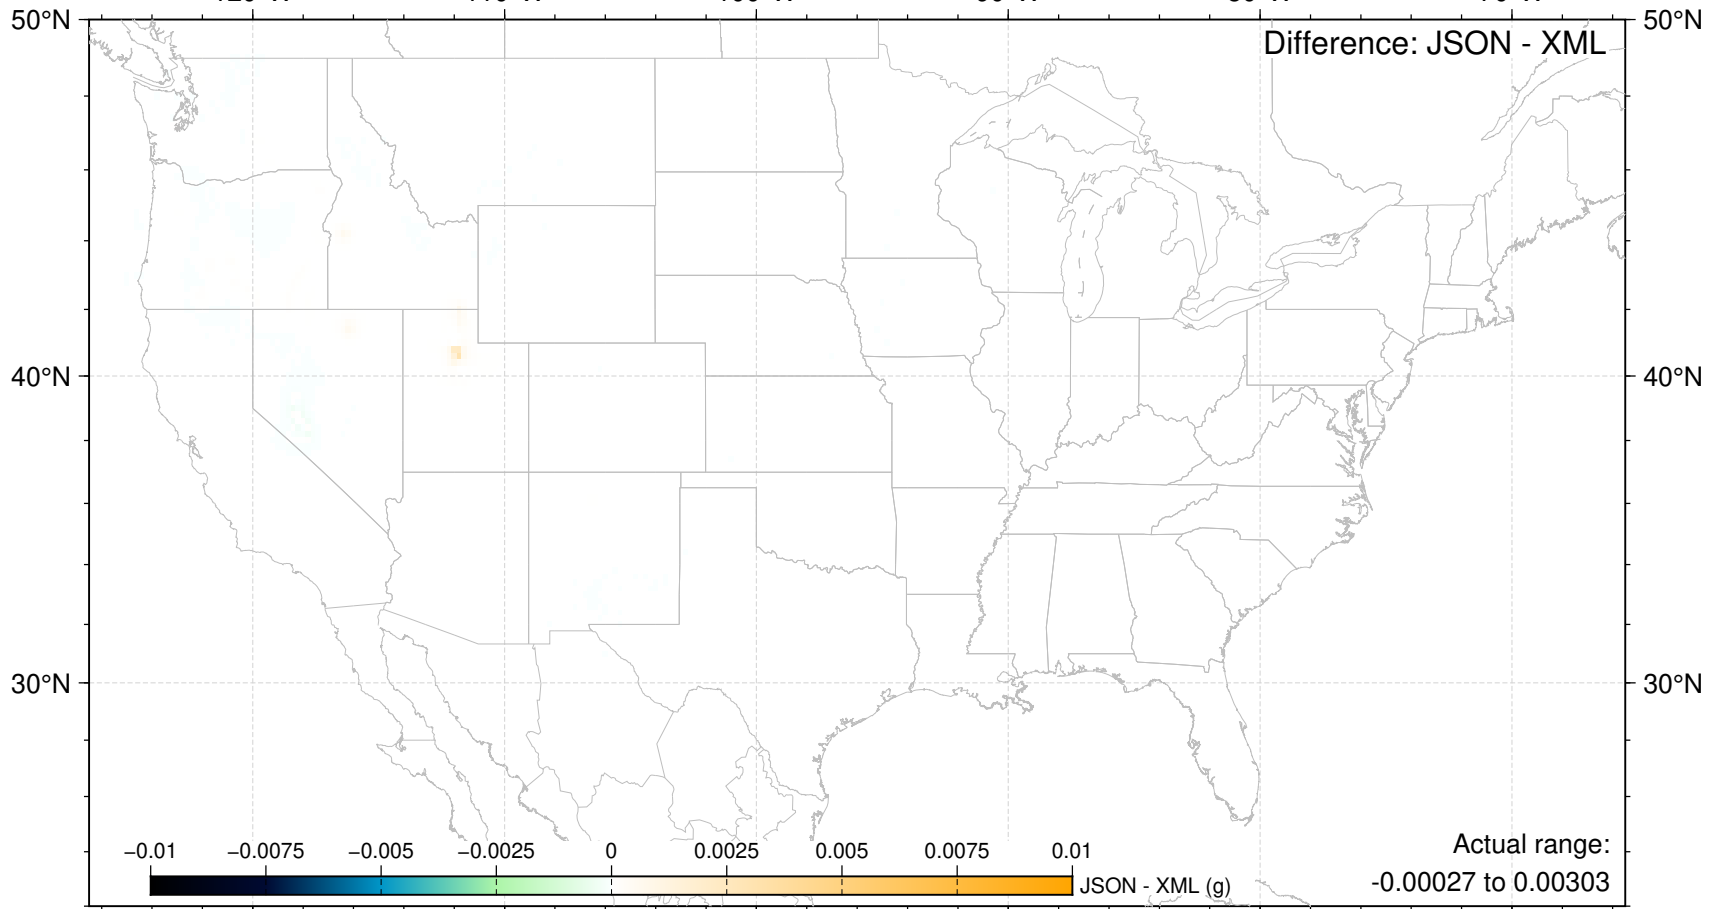 50°N 50°N
Difference: JSON - XML
40°N 40°N
30°N 30°N
Actual range:
−0.01 −0.0075 −0.005 −0.0025 0 0.0025 0.005 0.0075 0.01
JSON - XML (g)
-0.00027 to 0.00303